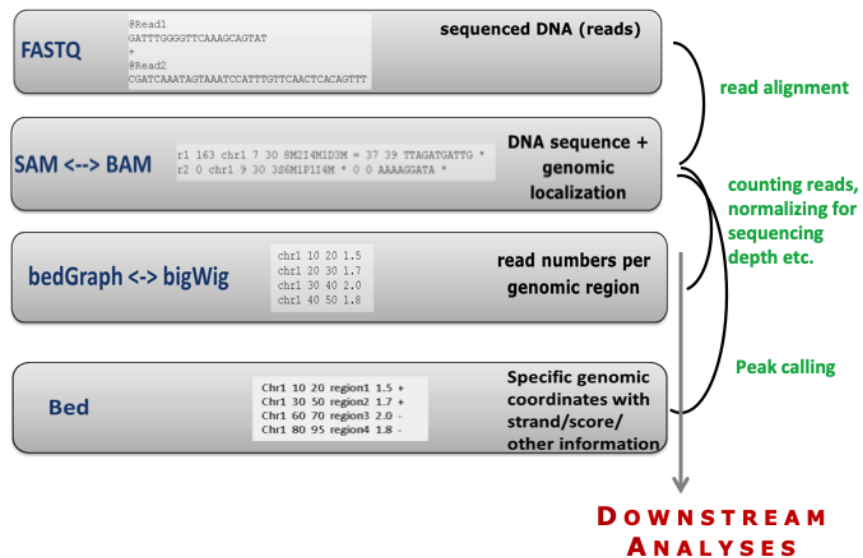 @Read1
GATTTGGGGTTCAAAGCAGTAT
+
@Read2
CGATCAAATAGTAAATCCATTTGTTCAACTCACAGTTT
FASTQ
sequenced DNA (reads)
read alignment
SAM <--> BAM
r1 163 chr1 7 30 8M2I4M1D3M = 37 39 TTAGATGATTG *
r2 0 chr1 9 30 3S6M1P1I4M * 0 0 AAAAGGATA *
DNA sequence +
genomic
localization
counting reads,
normalizing for
sequencing
depth etc.
bedGraph <-> bigWig
chr1 10 20 1.5
chr1 20 30 1.7
chr1 30 40 2.0
chr1 40 50 1.8
read numbers per
genomic region
Peak calling
Bed
Chr1 10 20 region1 1.5 +
Chr1 30 50 region2 1.7 +
Chr1 60 70 region3 2.0 -
Chr1 80 95 region4 1.8 -
Specific genomic
coordinates with
strand/score/
other information
DOWNSTREAM
ANALYSES